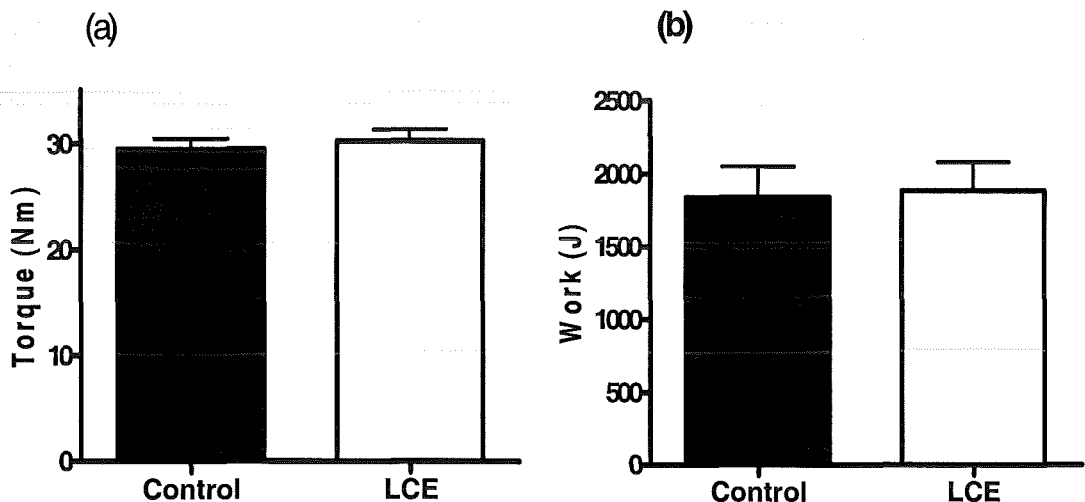 (a)
Torque (Nm)
30
20
10
0
Control
LCE
(b)
Work (J)
2500
2000
1500
1000
500
0
Control
LCE